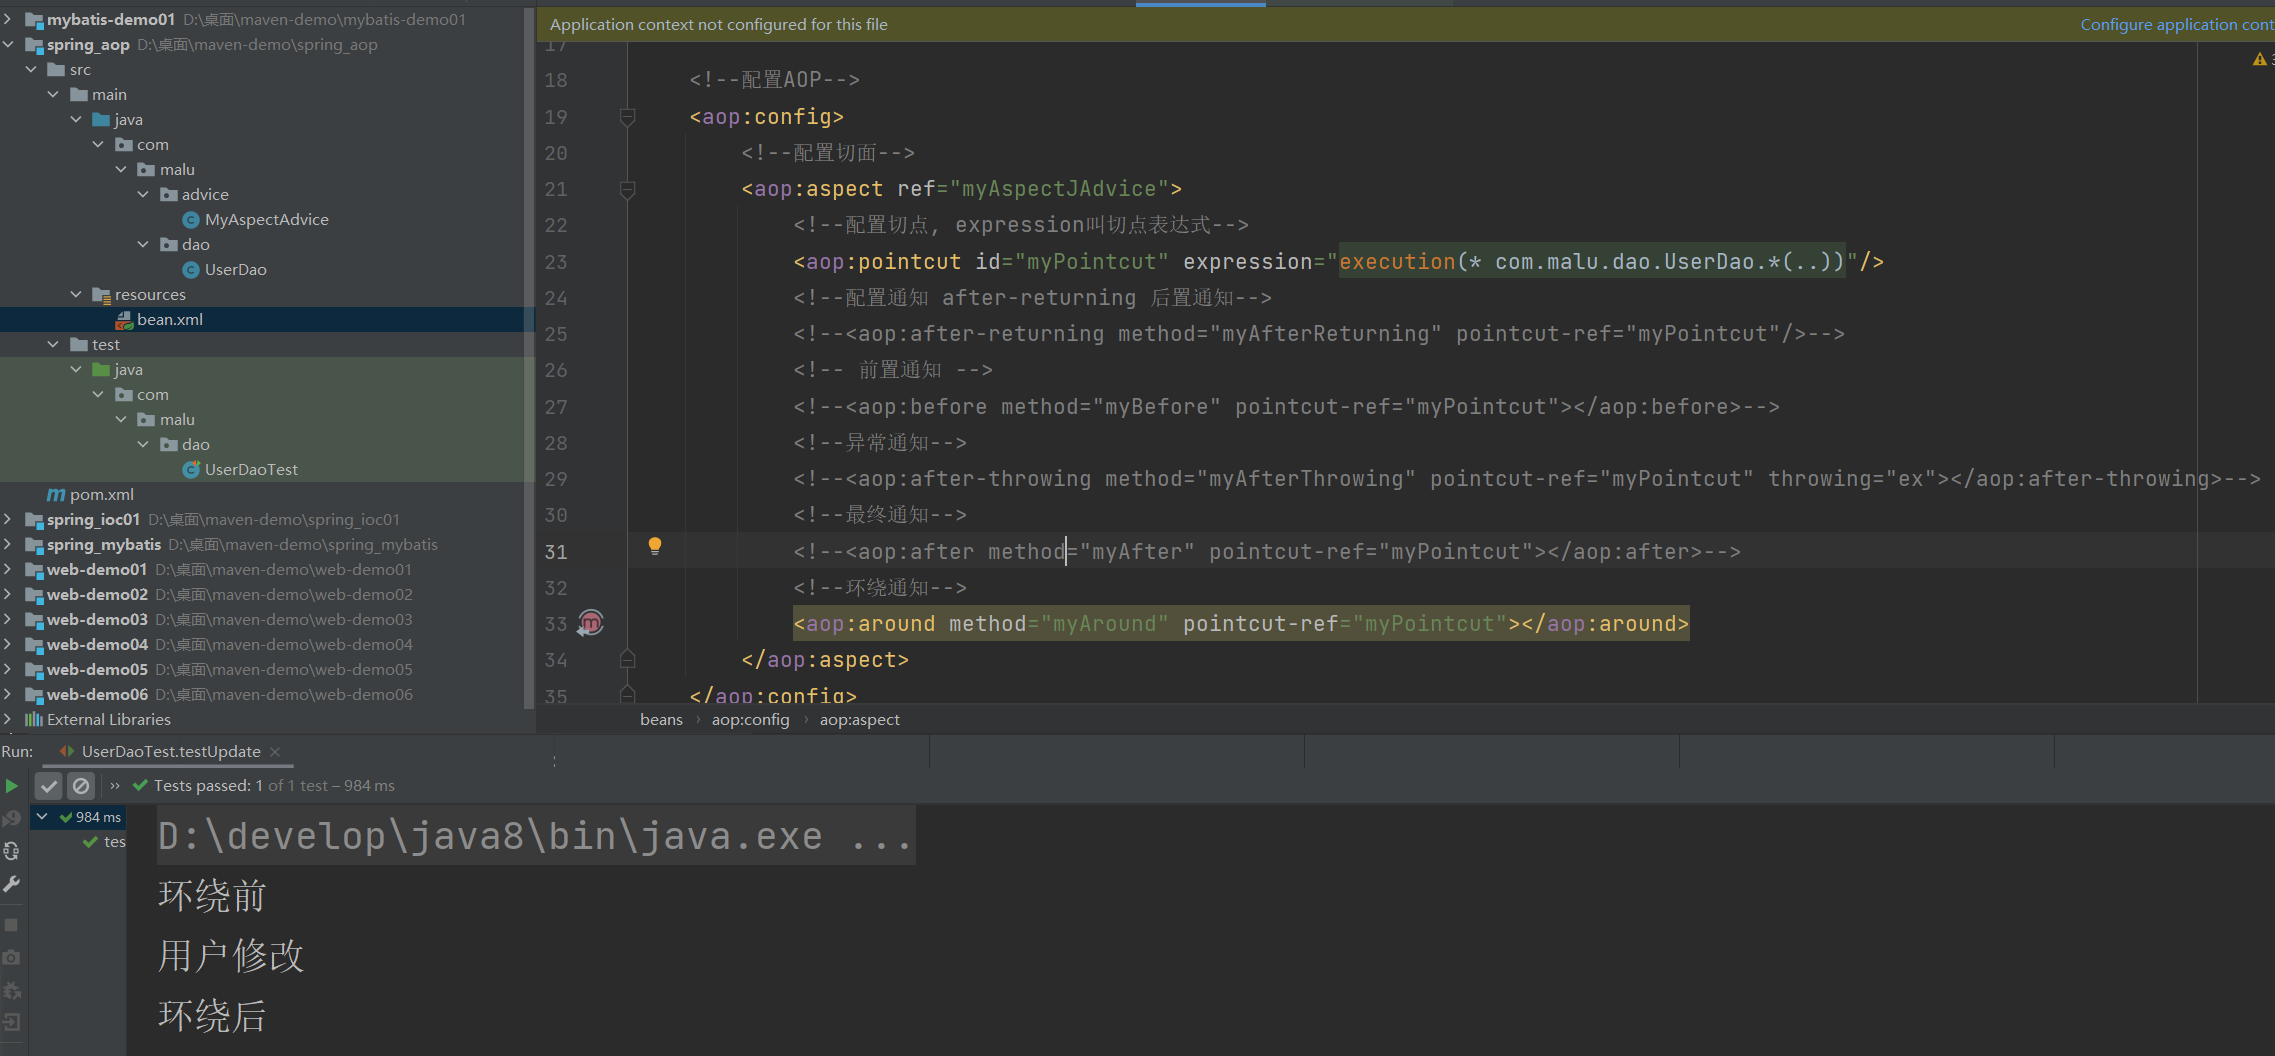 mybatis-demo01 D:\桌面\maven-demo\mybatis-demo01
spring_aop D:\桌面\maven-demo\spring_aop
src
main
java
com
malu
advice
MyAspectAdvice
dao
UserDao
resources
bean.xml
test
java
com
malu
dao
UserDaoTest
pom.xml
spring_ioc01 D:\桌面\maven-demo\spring_ioc01
spring_mybatis D:\桌面\maven-demo\spring_mybatis
web-demo01 D:\桌面\maven-demo\web-demo01
web-demo02 D:\桌面\maven-demo\web-demo02
web-demo03 D:\桌面\maven-demo\web-demo03
web-demo04 D:\桌面\maven-demo\web-demo04
web-demo05 D:\桌面\maven-demo\web-demo05
web-demo06 D:\桌面\maven-demo\web-demo06
External Libraries
Application context not configured for this file
Configure application cont
17
18 <!--配置AOP-->
19 <aop:config>
20 <!--配置切面-->
21 <aop:aspect ref="myAspectJAdvice">
22 <!--配置切点, expression叫切点表达式-->
23 <aop:pointcut id="myPointcut" expression="execution(* com.malu.dao.UserDao.*(..))"/>
24 <!--配置通知 after-returning 后置通知-->
25 <!--<aop:after-returning method="myAfterReturning" pointcut-ref="myPointcut"/>-->
26 <!-- 前置通知 -->
27 <!--<aop:before method="myBefore" pointcut-ref="myPointcut"></aop:before>-->
28 <!--异常通知-->
29 <!--<aop:after-throwing method="myAfterThrowing" pointcut-ref="myPointcut" throwing="ex"></aop:after-throwing>-->
30 <!--最终通知-->
31 <!--<aop:after method="myAfter" pointcut-ref="myPointcut"></aop:after>-->
32 <!--环绕通知-->
33 <aop:around method="myAround" pointcut-ref="myPointcut"></aop:around>
34 </aop:aspect>
35 </aop:config>
beans › aop:config › aop:aspect
Run: UserDaoTest.testUpdate
» Tests passed: 1 of 1 test – 984 ms
984 ms
tes
D:\develop\java8\bin\java.exe ...
环绕前
用户修改
环绕后